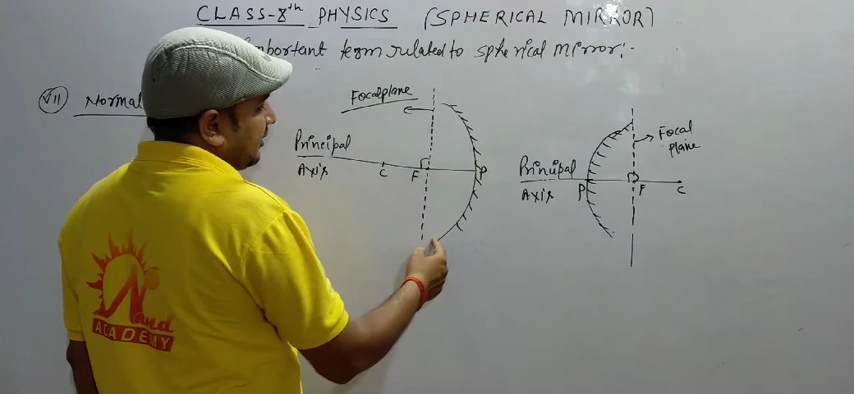 CLASS-8th PHYSICS (SPHERICAL MIRROR)
important term related to spherical mirror:-
VII Normal
Focal plane
Principal
Axis
C F P
Focal
plane
Principal
Axis
P F C
Nand
ACADEMY